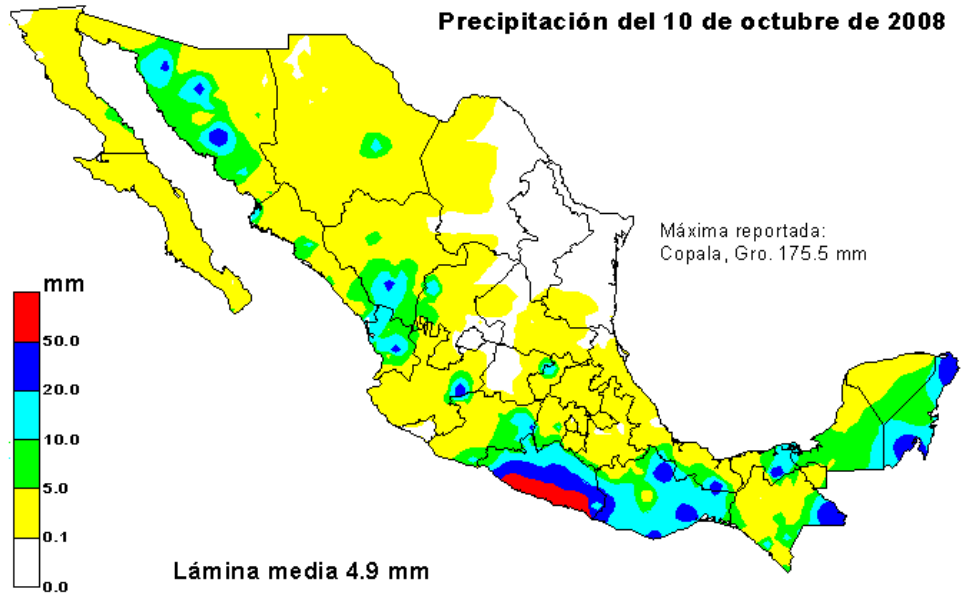 Precipitación del 10 de octubre de 2008
Máxima reportada:
Copala, Gro. 175.5 mm
mm
50.0
20.0
10.0
5.0
0.1
0.0
Lámina media 4.9 mm